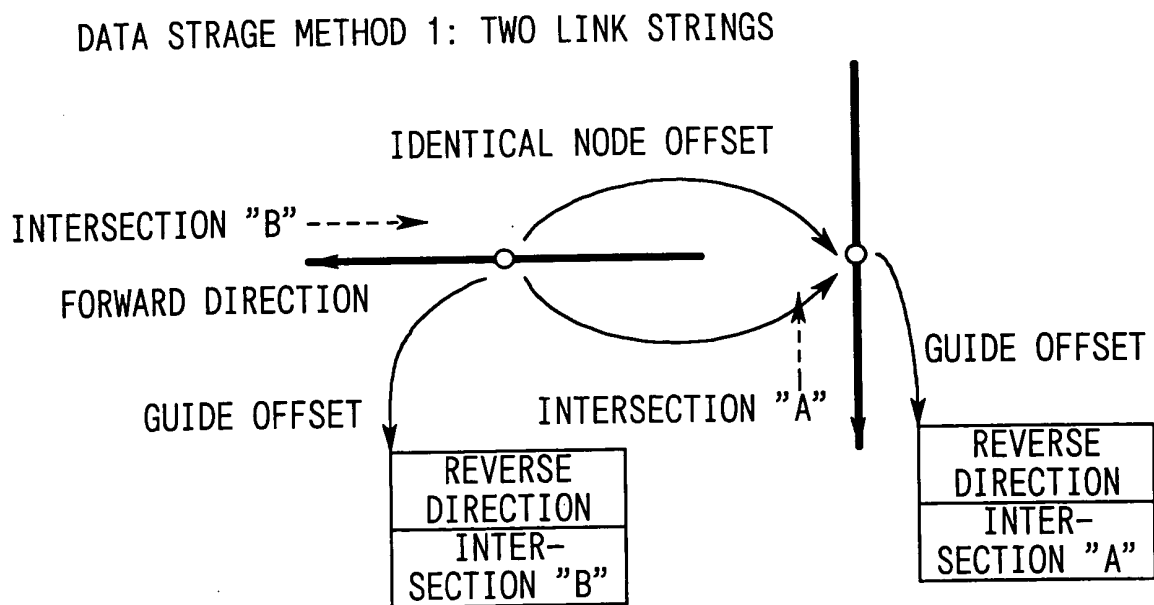 DATA STRAGE METHOD 1: TWO LINK STRINGS
IDENTICAL NODE OFFSET
INTERSECTION "B"
FORWARD DIRECTION
GUIDE OFFSET
GUIDE OFFSET
INTERSECTION "A"
REVERSE
DIRECTION
INTER-
SECTION "B"
REVERSE
DIRECTION
INTER-
SECTION "A"